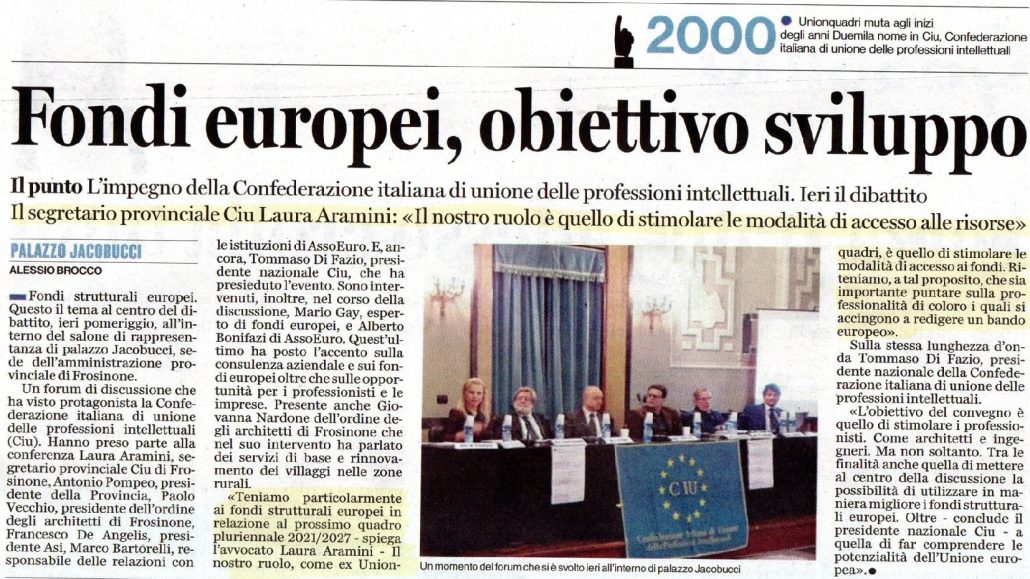 2000
Unionquadri muta agli inizi
degli anni Duemila nome in Ciu, Confederazione
italiana di unione delle professioni intellettuali
Fondi europei, obiettivo sviluppo
Il punto L'impegno della Confederazione italiana di unione delle professioni intellettuali. Ieri il dibattito
Il segretario provinciale Ciu Laura Aramini: «Il nostro ruolo è quello di stimolare le modalità di accesso alle risorse»
PALAZZO JACOBUCCI
ALESSIO BROCCO
Fondi strutturali europei.
Questo il tema al centro del di-
battito, ieri pomeriggio, all'in-
terno del salone di rappresen-
tanza di palazzo Jacobucci, se-
de dell'amministrazione pro-
vinciale di Frosinone.
Un forum di discussione che
ha visto protagonista la Confe-
derazione italiana di unione
delle professioni intellettuali
(Ciu). Hanno preso parte alla
conferenza Laura Aramini, se-
gretario provinciale Ciu di Fro-
sinone, Antonio Pompeo, presi-
dente della Provincia, Paolo
Vecchio, presidente dell'ordine
degli architetti di Frosinone,
Francesco De Angelis, presi-
dente Asi, Marco Bartorelli, re-
sponsabile delle relazioni con
le istituzioni di AssoEuro. E, an-
cora, Tommaso Di Fazio, presi-
dente nazionale Ciu, che ha
presieduto l'evento. Sono inter-
venuti, inoltre, nel corso della
discussione, Mario Gay, esper-
to di fondi europei, e Alberto
Bonifazi di AssoEuro. Quest'ul-
timo ha posto l'accento sulla
consulenza aziendale e sui fon-
di europei oltre che sulle oppor-
tunità per i professionisti e le
imprese. Presente anche Gio-
vanna Nardone dell'ordine de-
gli architetti di Frosinone che
nel suo intervento ha parlato
dei servizi di base e rinnova-
mento dei villaggi nelle zone
rurali.
«Teniamo particolarmente
ai fondi strutturali europei in
relazione al prossimo quadro
pluriennale 2021/2027 - spiega
l'avvocato Laura Aramini - Il
nostro ruolo, come ex Union-
CIU
Un momento del forum che si è svolto ieri all'interno di palazzo Jacobucci
quadri, è quello di stimolare le
modalità di accesso ai fondi. Ri-
teniamo, a tal proposito, che sia
importante puntare sulla pro-
fessionalità di coloro i quali si
accingono a redigere un bando
europeo».
Sulla stessa lunghezza d'on-
da Tommaso Di Fazio, presi-
dente nazionale della Confede-
razione italiana di unione delle
professioni intellettuali.
«L'obiettivo del convegno è
quello di stimolare i professio-
nisti. Come architetti e inge-
gneri. Ma non soltanto. Tra le
finalità anche quella di mettere
al centro della discussione la
possibilità di utilizzare in ma-
niera migliore i fondi struttura-
li europei. Oltre - conclude il
presidente nazionale Ciu - a
quella di far comprendere le
potenzialità dell'Unione euro-
pea».